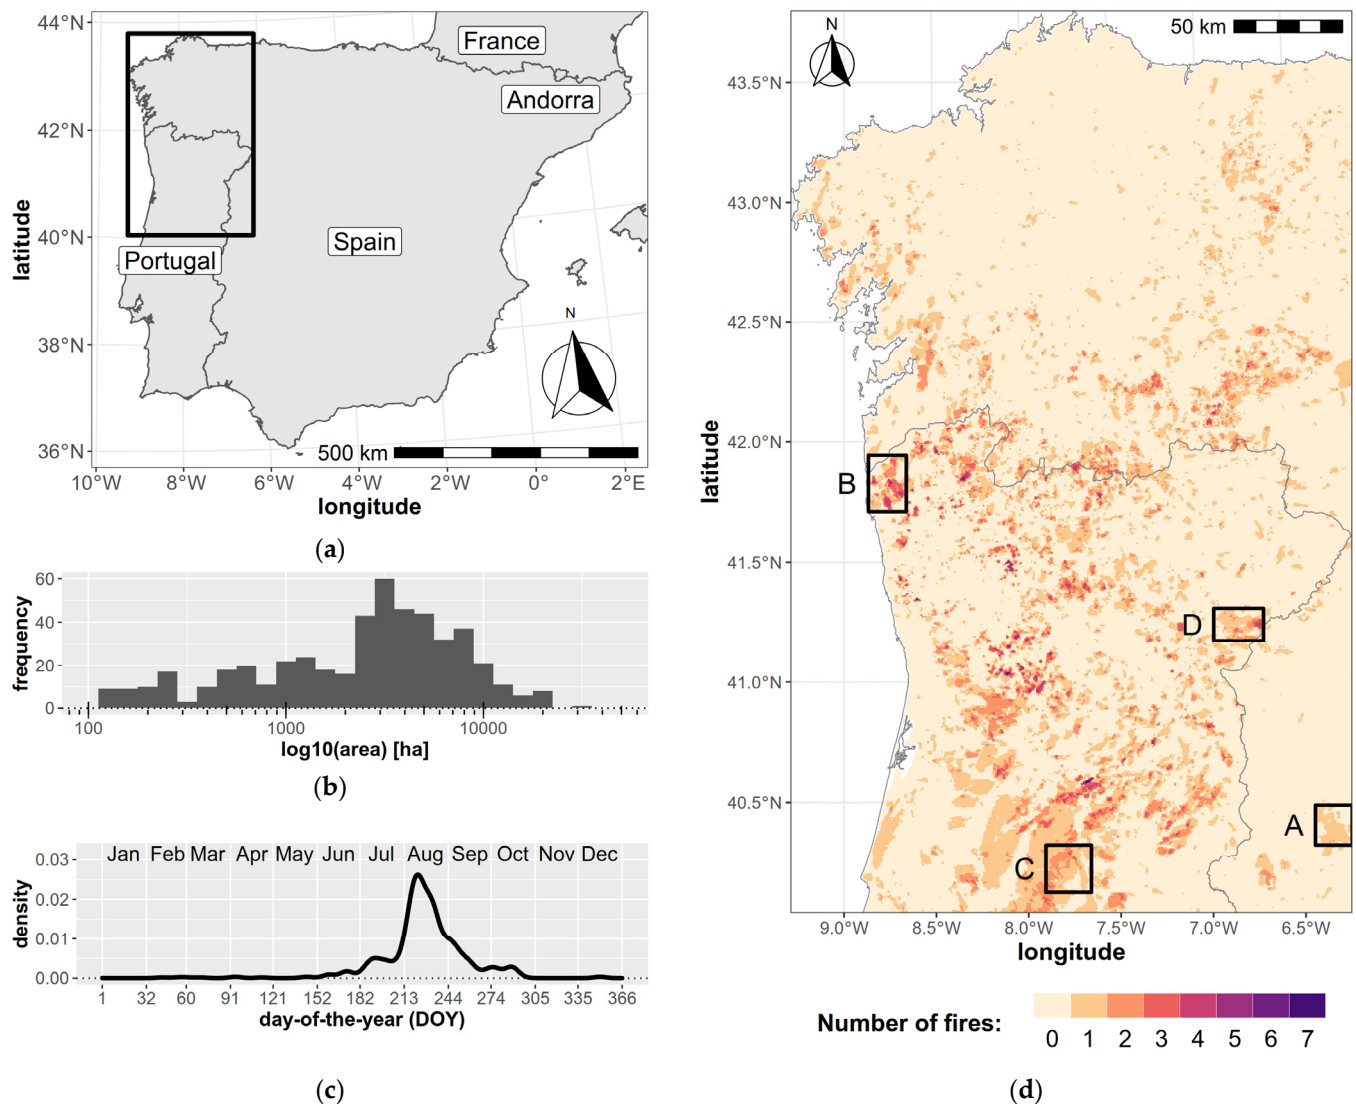 44°N
42°N
40°N
38°N
36°N
latitude
France
Andorra
Spain
Portugal
N
500 km
10°W 8°W 6°W 4°W 2°W 0° 2°E
longitude
(a)
60
40
20
0
frequency
100 1000 10000
log10(area) [ha]
(b)
Jan Feb Mar Apr May Jun Jul Aug Sep Oct Nov Dec
0.03
0.02
0.01
0.00
density
1 32 60 91 121 152 182 213 244 274 305 335 366
day-of-the-year (DOY)
(c)
N
50 km
43.5°N
43.0°N
42.5°N
42.0°N
41.5°N
41.0°N
40.5°N
latitude
B
D
A
C
9.0°W 8.5°W 8.0°W 7.5°W 7.0°W 6.5°W
longitude
Number of fires:
0 1 2 3 4 5 6 7
(d)